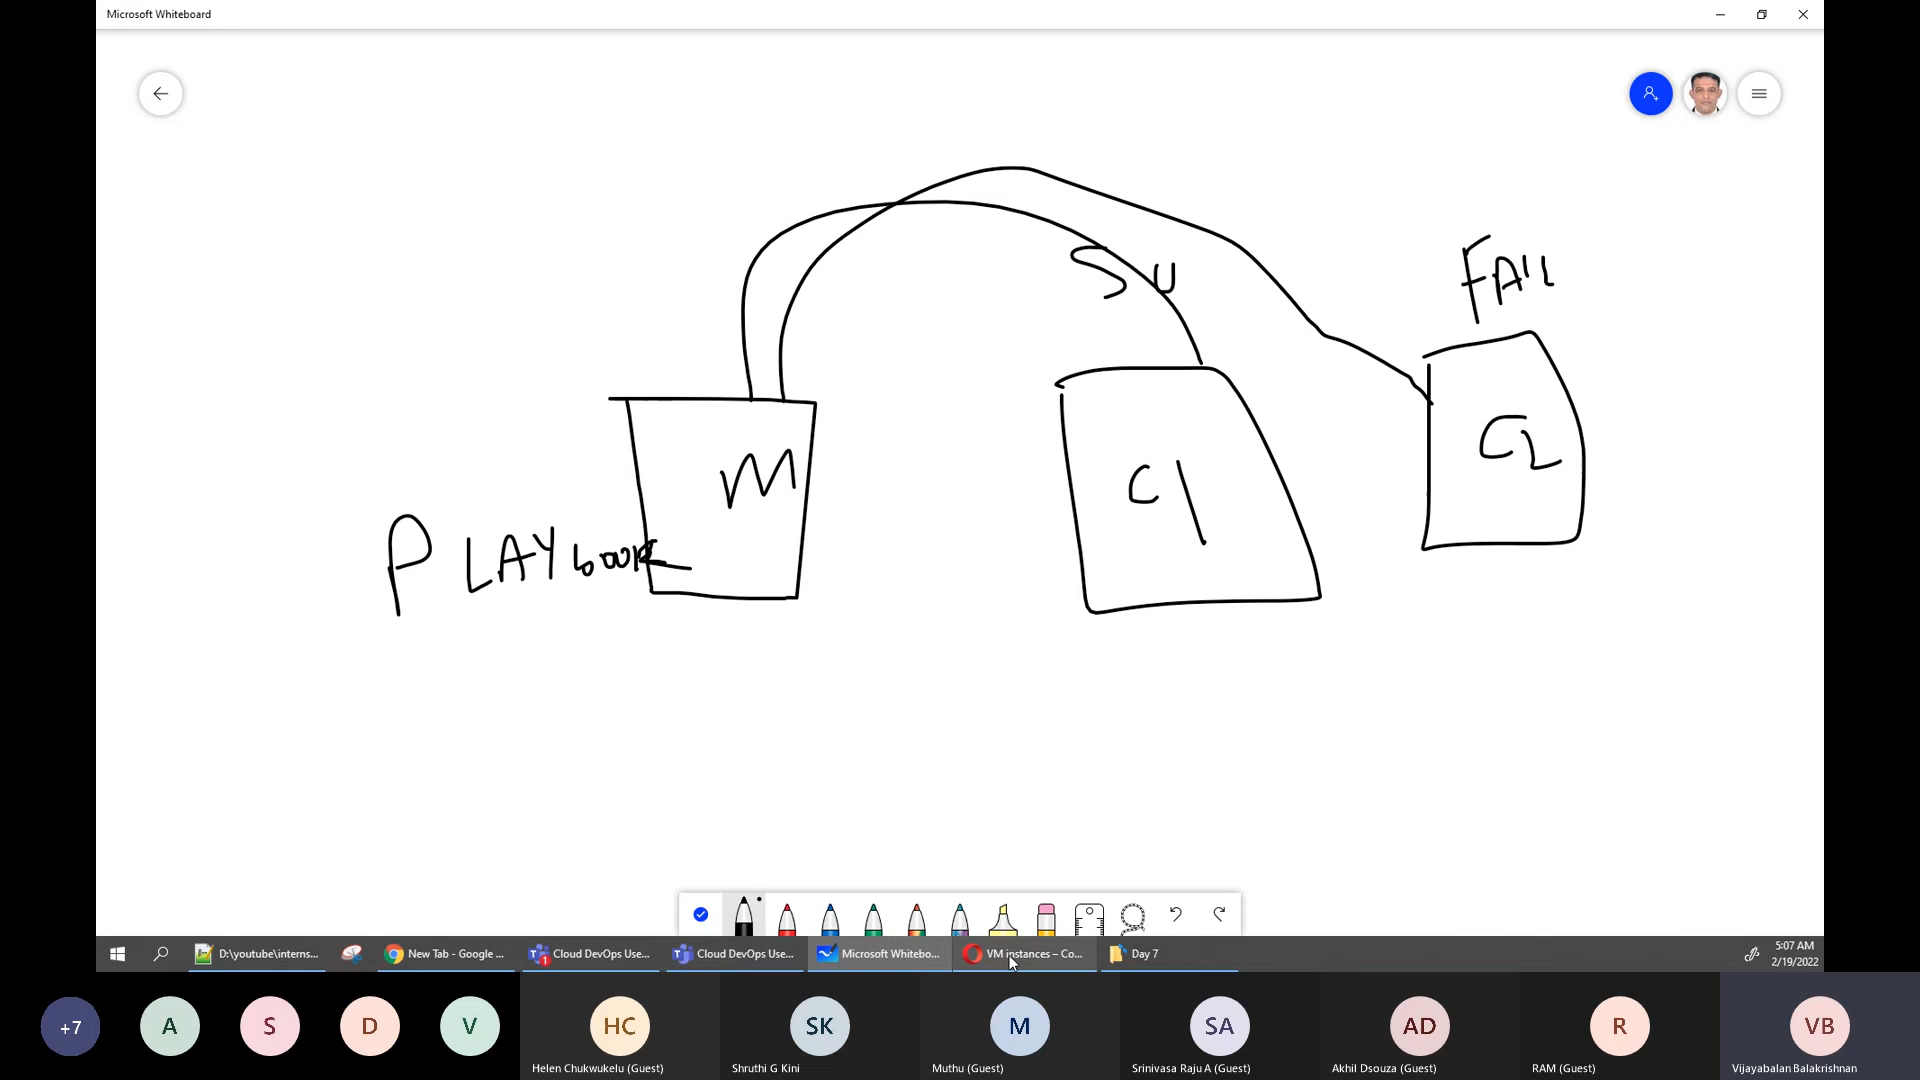 Microsoft Whiteboard
SU
FAIL
M
C1
C2
PLAYbook
D:\youtube\interns...
New Tab - Google ...
1
Cloud DevOps Use...
Cloud DevOps Use...
Microsoft Whitebo...
VM instances – Co...
Day 7
5:07 AM
2/19/2022
+7
A
S
D
V
HC
SK
M
SA
AD
R
VB
Helen Chukwukelu (Guest)
Shruthi G Kini
Muthu (Guest)
Srinivasa Raju A (Guest)
Akhil Dsouza (Guest)
RAM (Guest)
Vijayabalan Balakrishnan